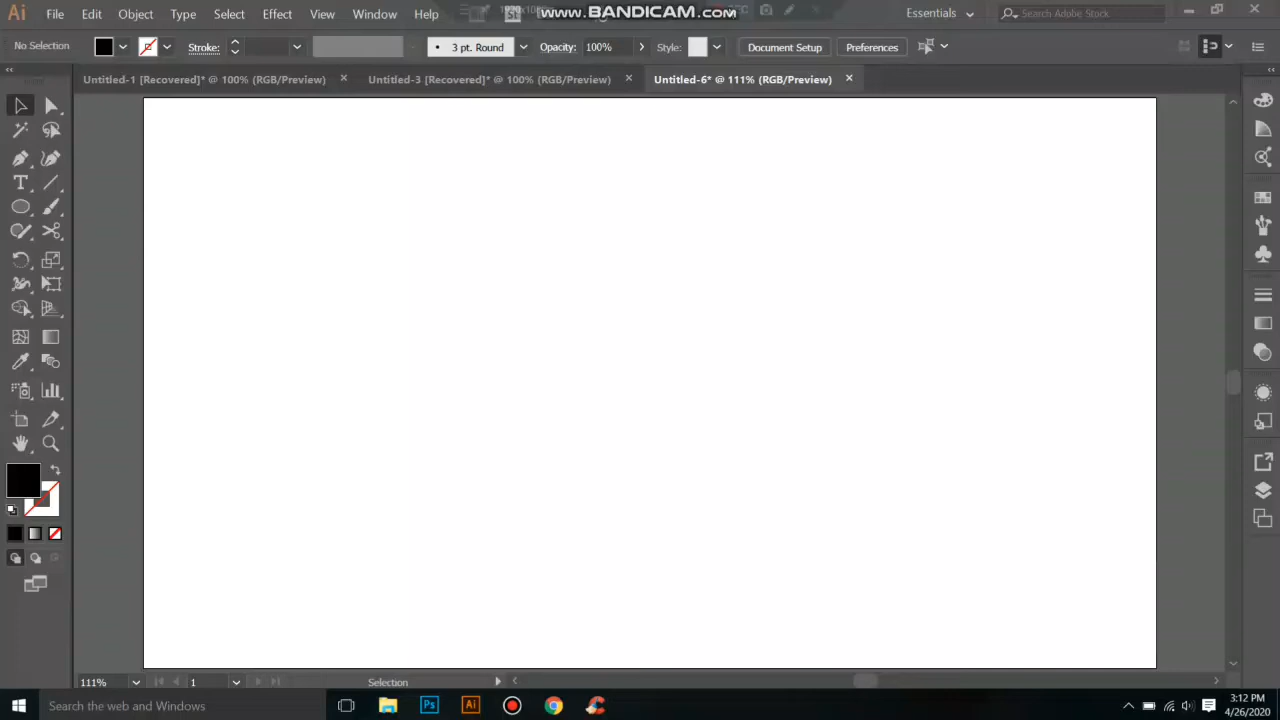 Ai File Edit Object Type Select Effect View Window Help St www.BANDICAM.com Essentials Search Adobe Stock
No Selection Stroke: 3 pt. Round Opacity: 100% Style: Document Setup Preferences
Untitled-1 [Recovered]* @ 100% (RGB/Preview) Untitled-3 [Recovered]* @ 100% (RGB/Preview) Untitled-6* @ 111% (RGB/Preview)
T
111% 1 Selection
Search the web and Windows Ps Ai 3:12 PM
4/26/2020